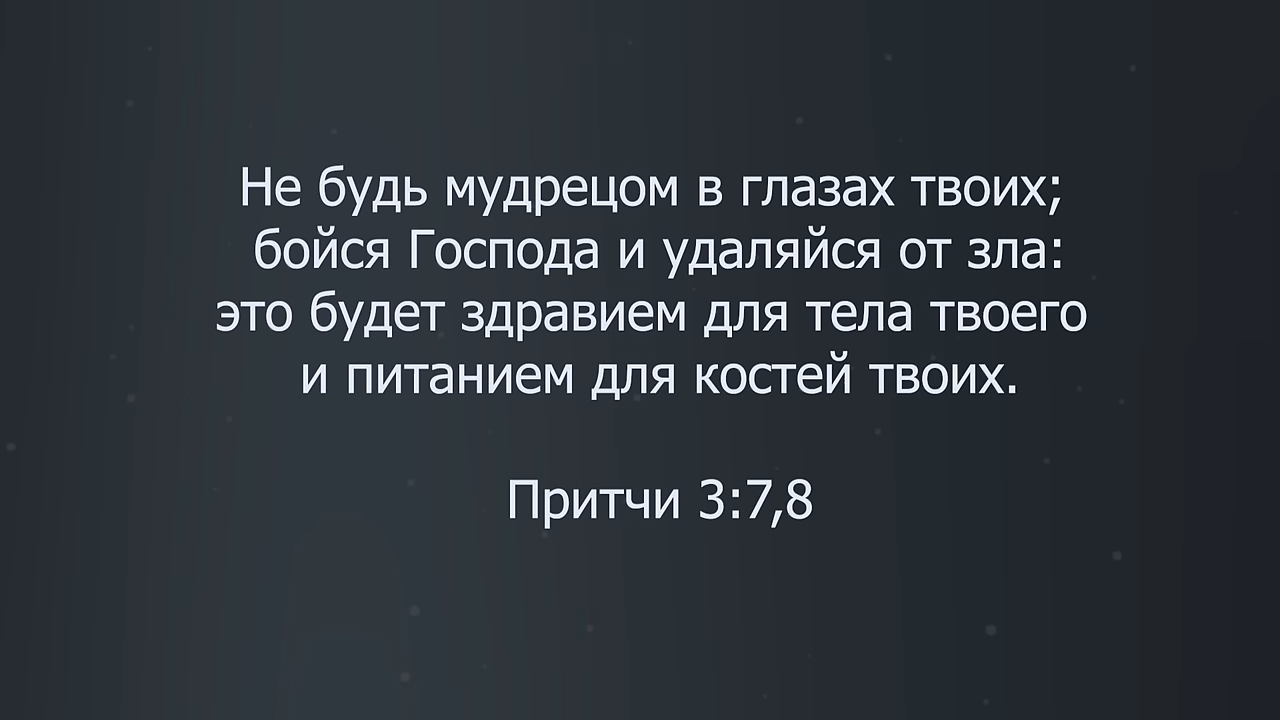 Не будь мудрецом в глазах твоих;
бойся Господа и удаляйся от зла:
это будет здравием для тела твоего
и питанием для костей твоих.
Притчи 3:7,8